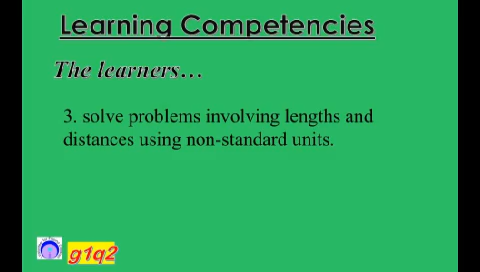 Learning Competencies
The learners...
3. solve problems involving lengths and
distances using non-standard units.
g1q2